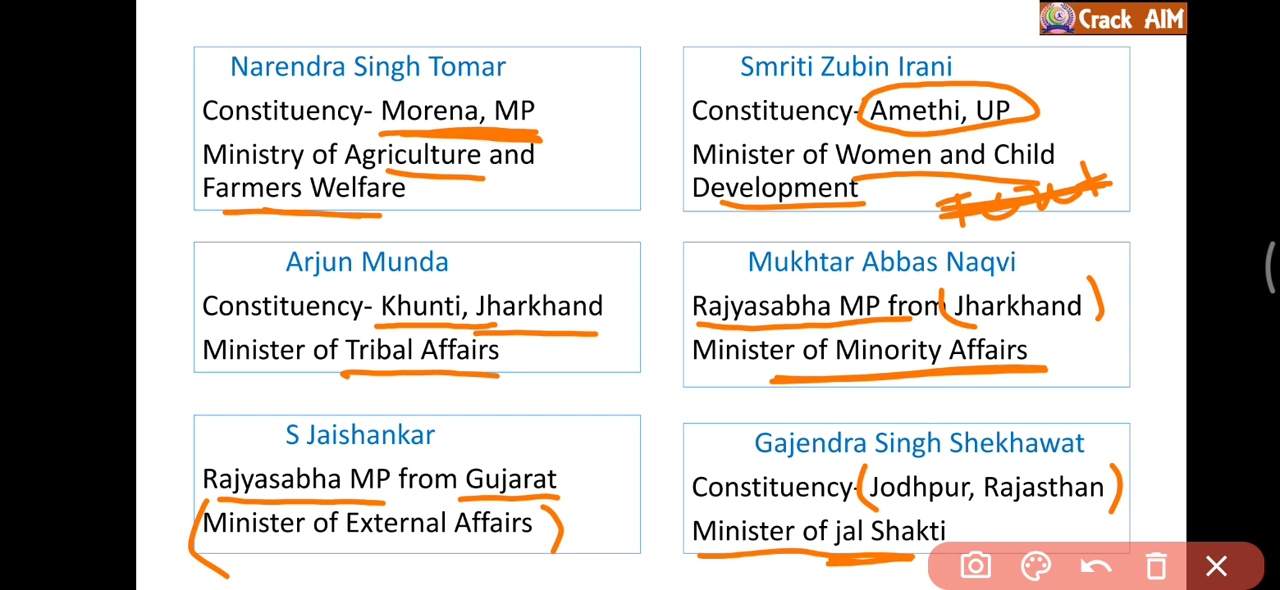 Crack AIM
Narendra Singh Tomar
Constituency- Morena, MP
Ministry of Agriculture and
Farmers Welfare
Smriti Zubin Irani
Constituency- Amethi, UP
Minister of Women and Child
Development
Arjun Munda
Constituency- Khunti, Jharkhand
Minister of Tribal Affairs
Mukhtar Abbas Naqvi
Rajyasabha MP from Jharkhand
Minister of Minority Affairs
S Jaishankar
Rajyasabha MP from Gujarat
Minister of External Affairs
Gajendra Singh Shekhawat
Constituency- Jodhpur, Rajasthan
Minister of jal Shakti